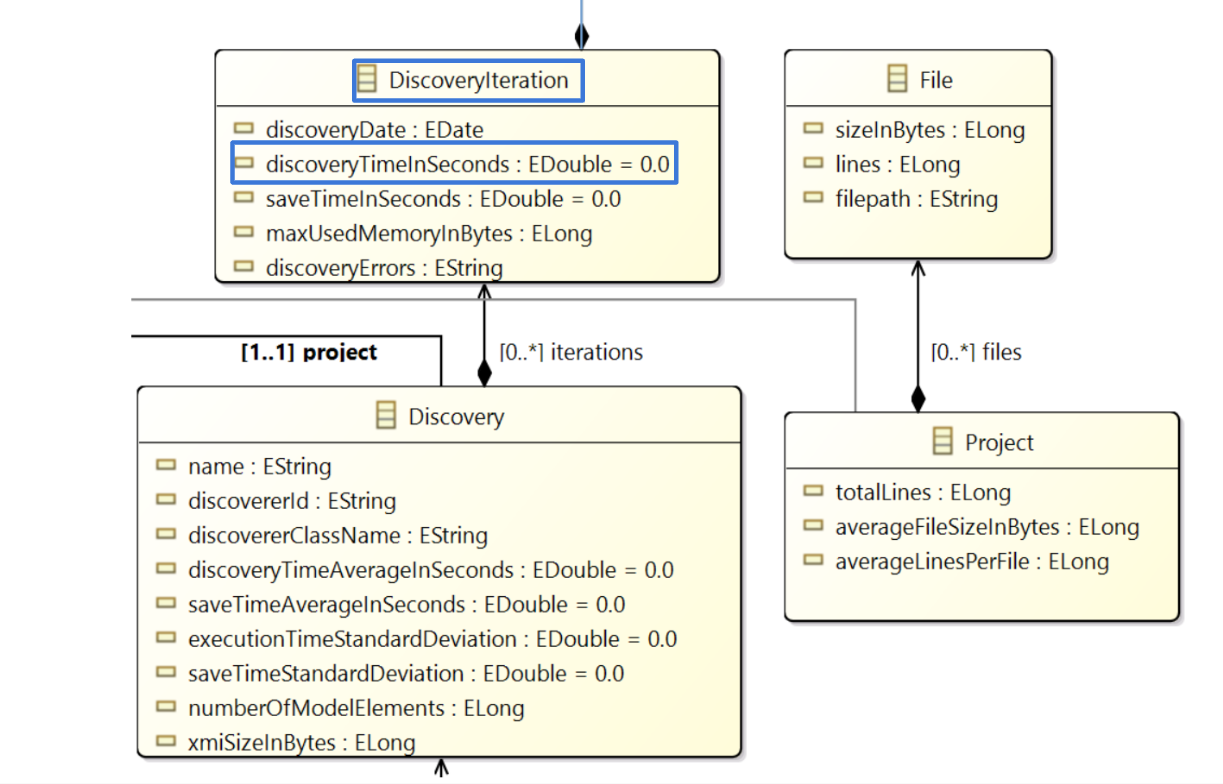 DiscoveryIteration
discoveryDate : EDate
discoveryTimeInSeconds : EDouble = 0.0
saveTimeInSeconds : EDouble = 0.0
maxUsedMemoryInBytes : ELong
discoveryErrors : EString
File
sizeInBytes : ELong
lines : ELong
filepath : EString
[1..1] project
[0..*] iterations
[0..*] files
Discovery
name : EString
discovererId : EString
discovererClassName : EString
discoveryTimeAverageInSeconds : EDouble = 0.0
saveTimeAverageInSeconds : EDouble = 0.0
executionTimeStandardDeviation : EDouble = 0.0
saveTimeStandardDeviation : EDouble = 0.0
numberOfModelElements : ELong
xmiSizeInBytes : ELong
Project
totalLines : ELong
averageFileSizeInBytes : ELong
averageLinesPerFile : ELong